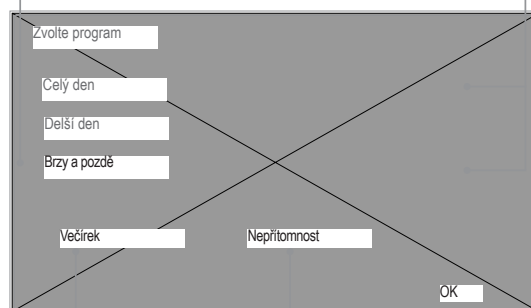 Zvolte program
Celý den
Delší den
Brzy a pozdě
Večírek
Nepřítomnost
OK